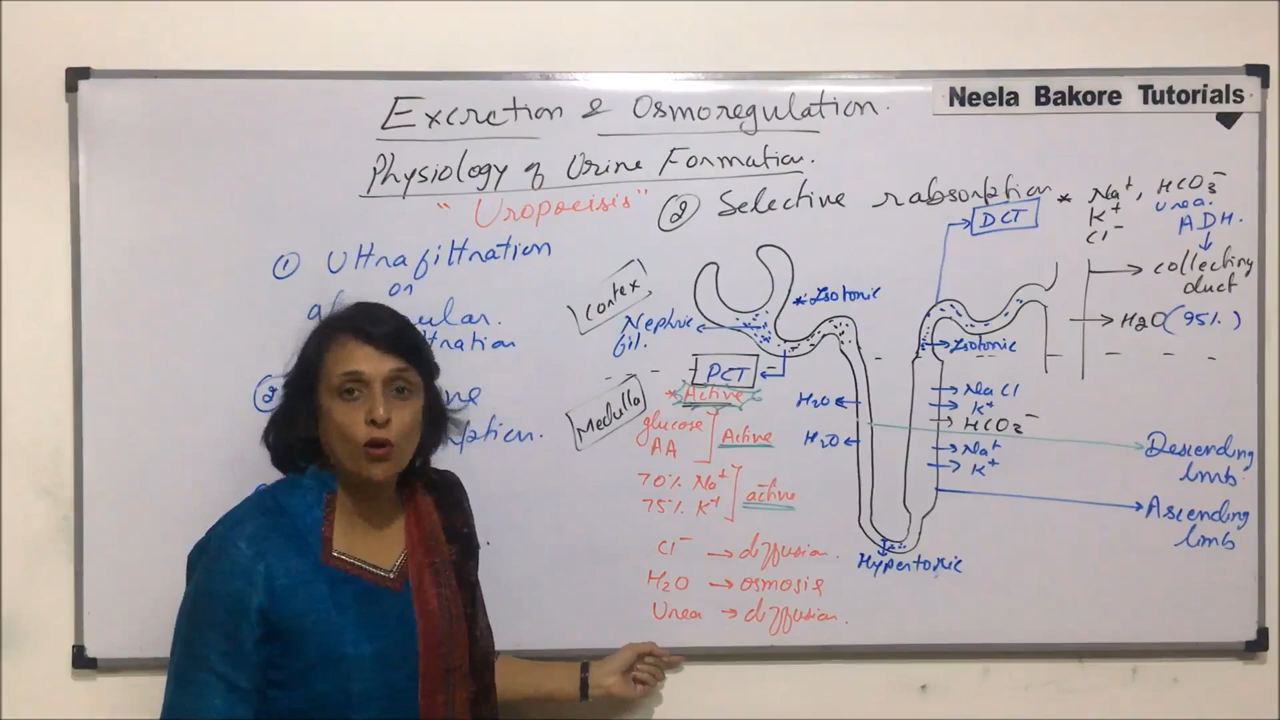 Neela Bakore Tutorials
Excretion & Osmoregulation.
Physiology of Urine Formation.
"Uropoeisis"
① Ultrafiltration
or
② Selective rabsorption
Cortex
Nephric
fil.
* Isotonic
PCT
* Active
Medulla
glucose
AA
Active
70% Na⁺
75% K⁺
active
Cl⁻ → diffusion.
H₂O → osmosis
Urea → diffusion.
H₂O
H₂O
Hypertonic
DCT
* Na⁺,
K⁺
Cl⁻
HCO₃⁻
Urea.
ADH.
collecting
duct
H₂O (95%)
Isotonic
NaCl
K⁺
HCO₃⁻
Na⁺
K⁺
Descending
limb
Ascending
limb